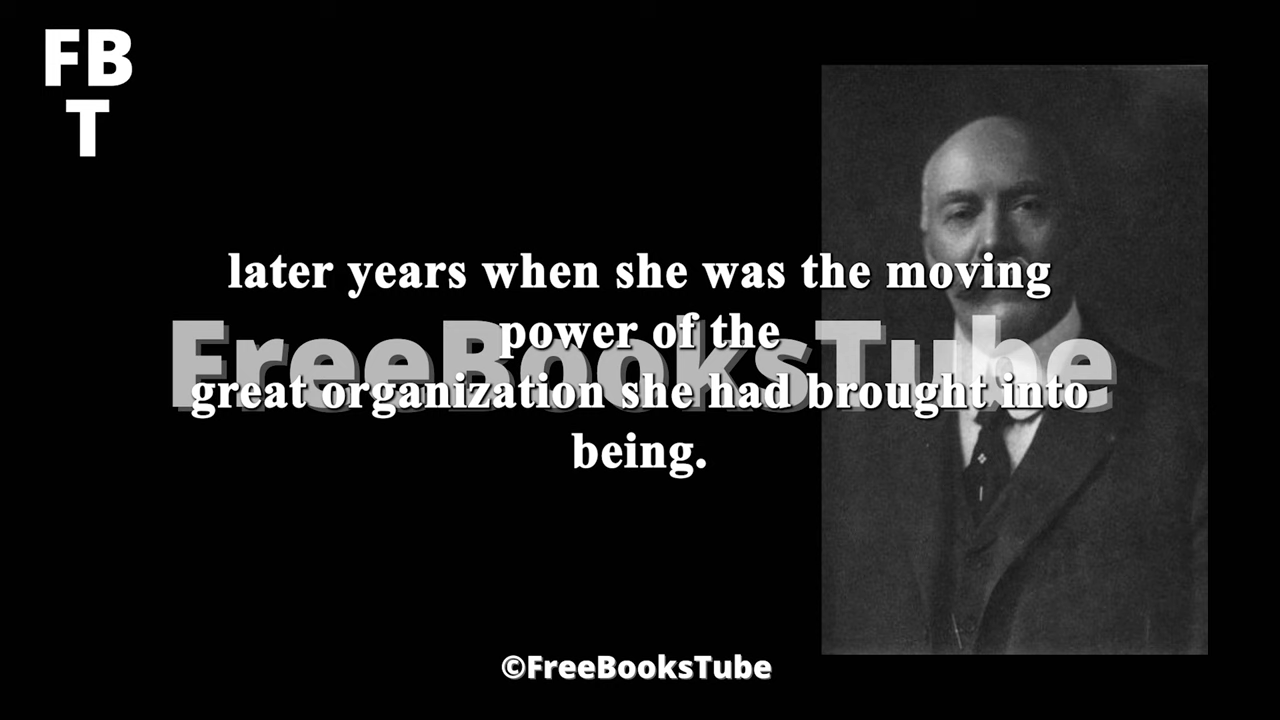 FB
T
later years when she was the moving
power of the
FreeBooksTube
great organization she had brought into
being.
©FreeBooksTube